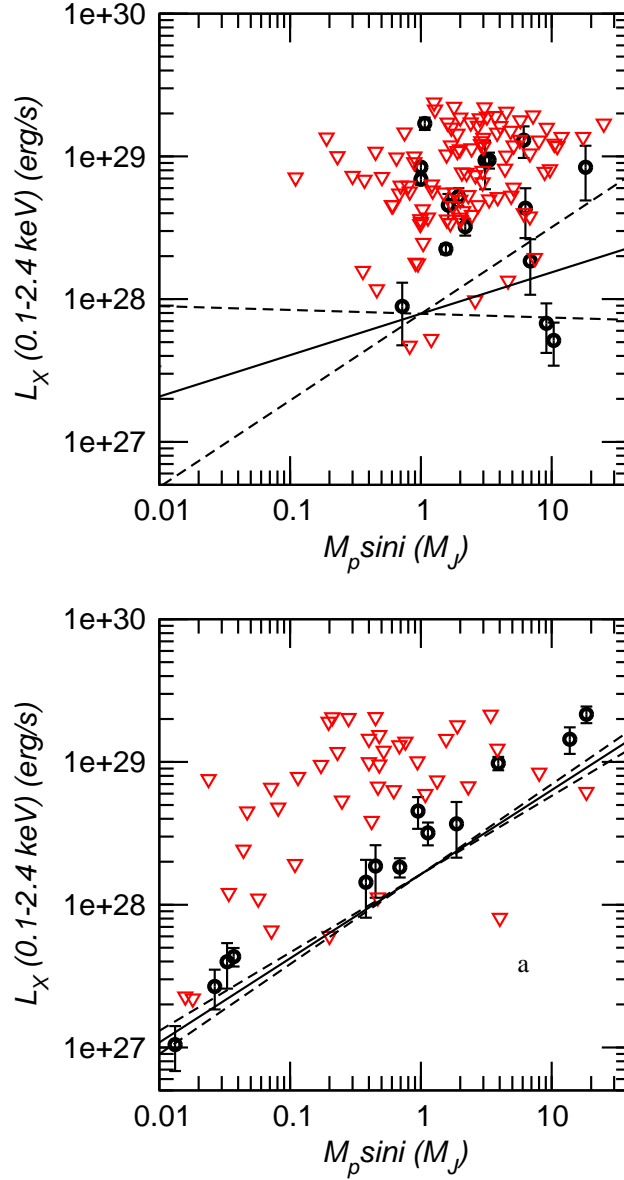 1e+30
1e+29
1e+28
1e+27
L_X (0.1-2.4 keV) (erg/s)
0.01 0.1 1 10
M_p sini (M_J)
1e+30
1e+29
1e+28
1e+27
L_X (0.1-2.4 keV) (erg/s)
a
0.01 0.1 1 10
M_p sini (M_J)